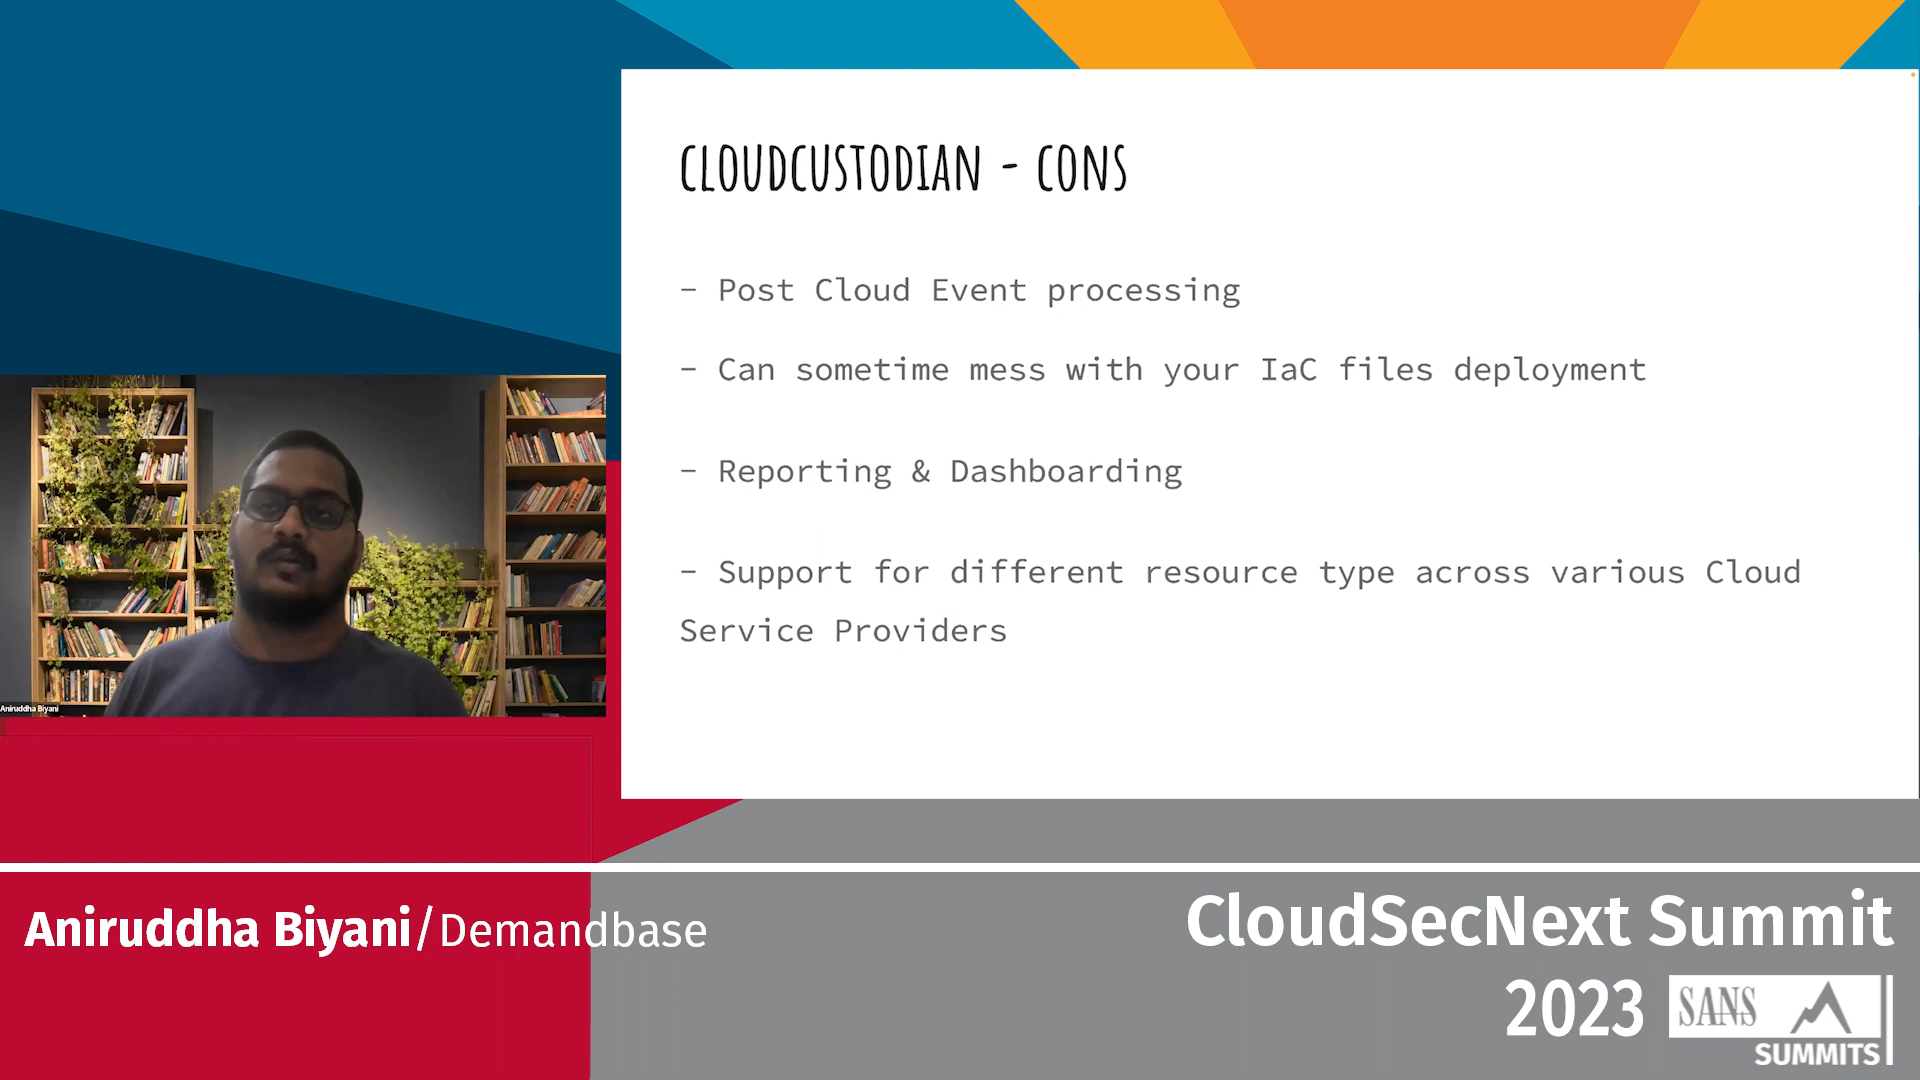 CLOUDCUSTODIAN - CONS
- Post Cloud Event processing
- Can sometime mess with your IaC files deployment
- Reporting & Dashboarding
- Support for different resource type across various Cloud
Service Providers
Aniruddha Biyani
Aniruddha Biyani/Demandbase
CloudSecNext Summit
2023
SANS
SUMMITS